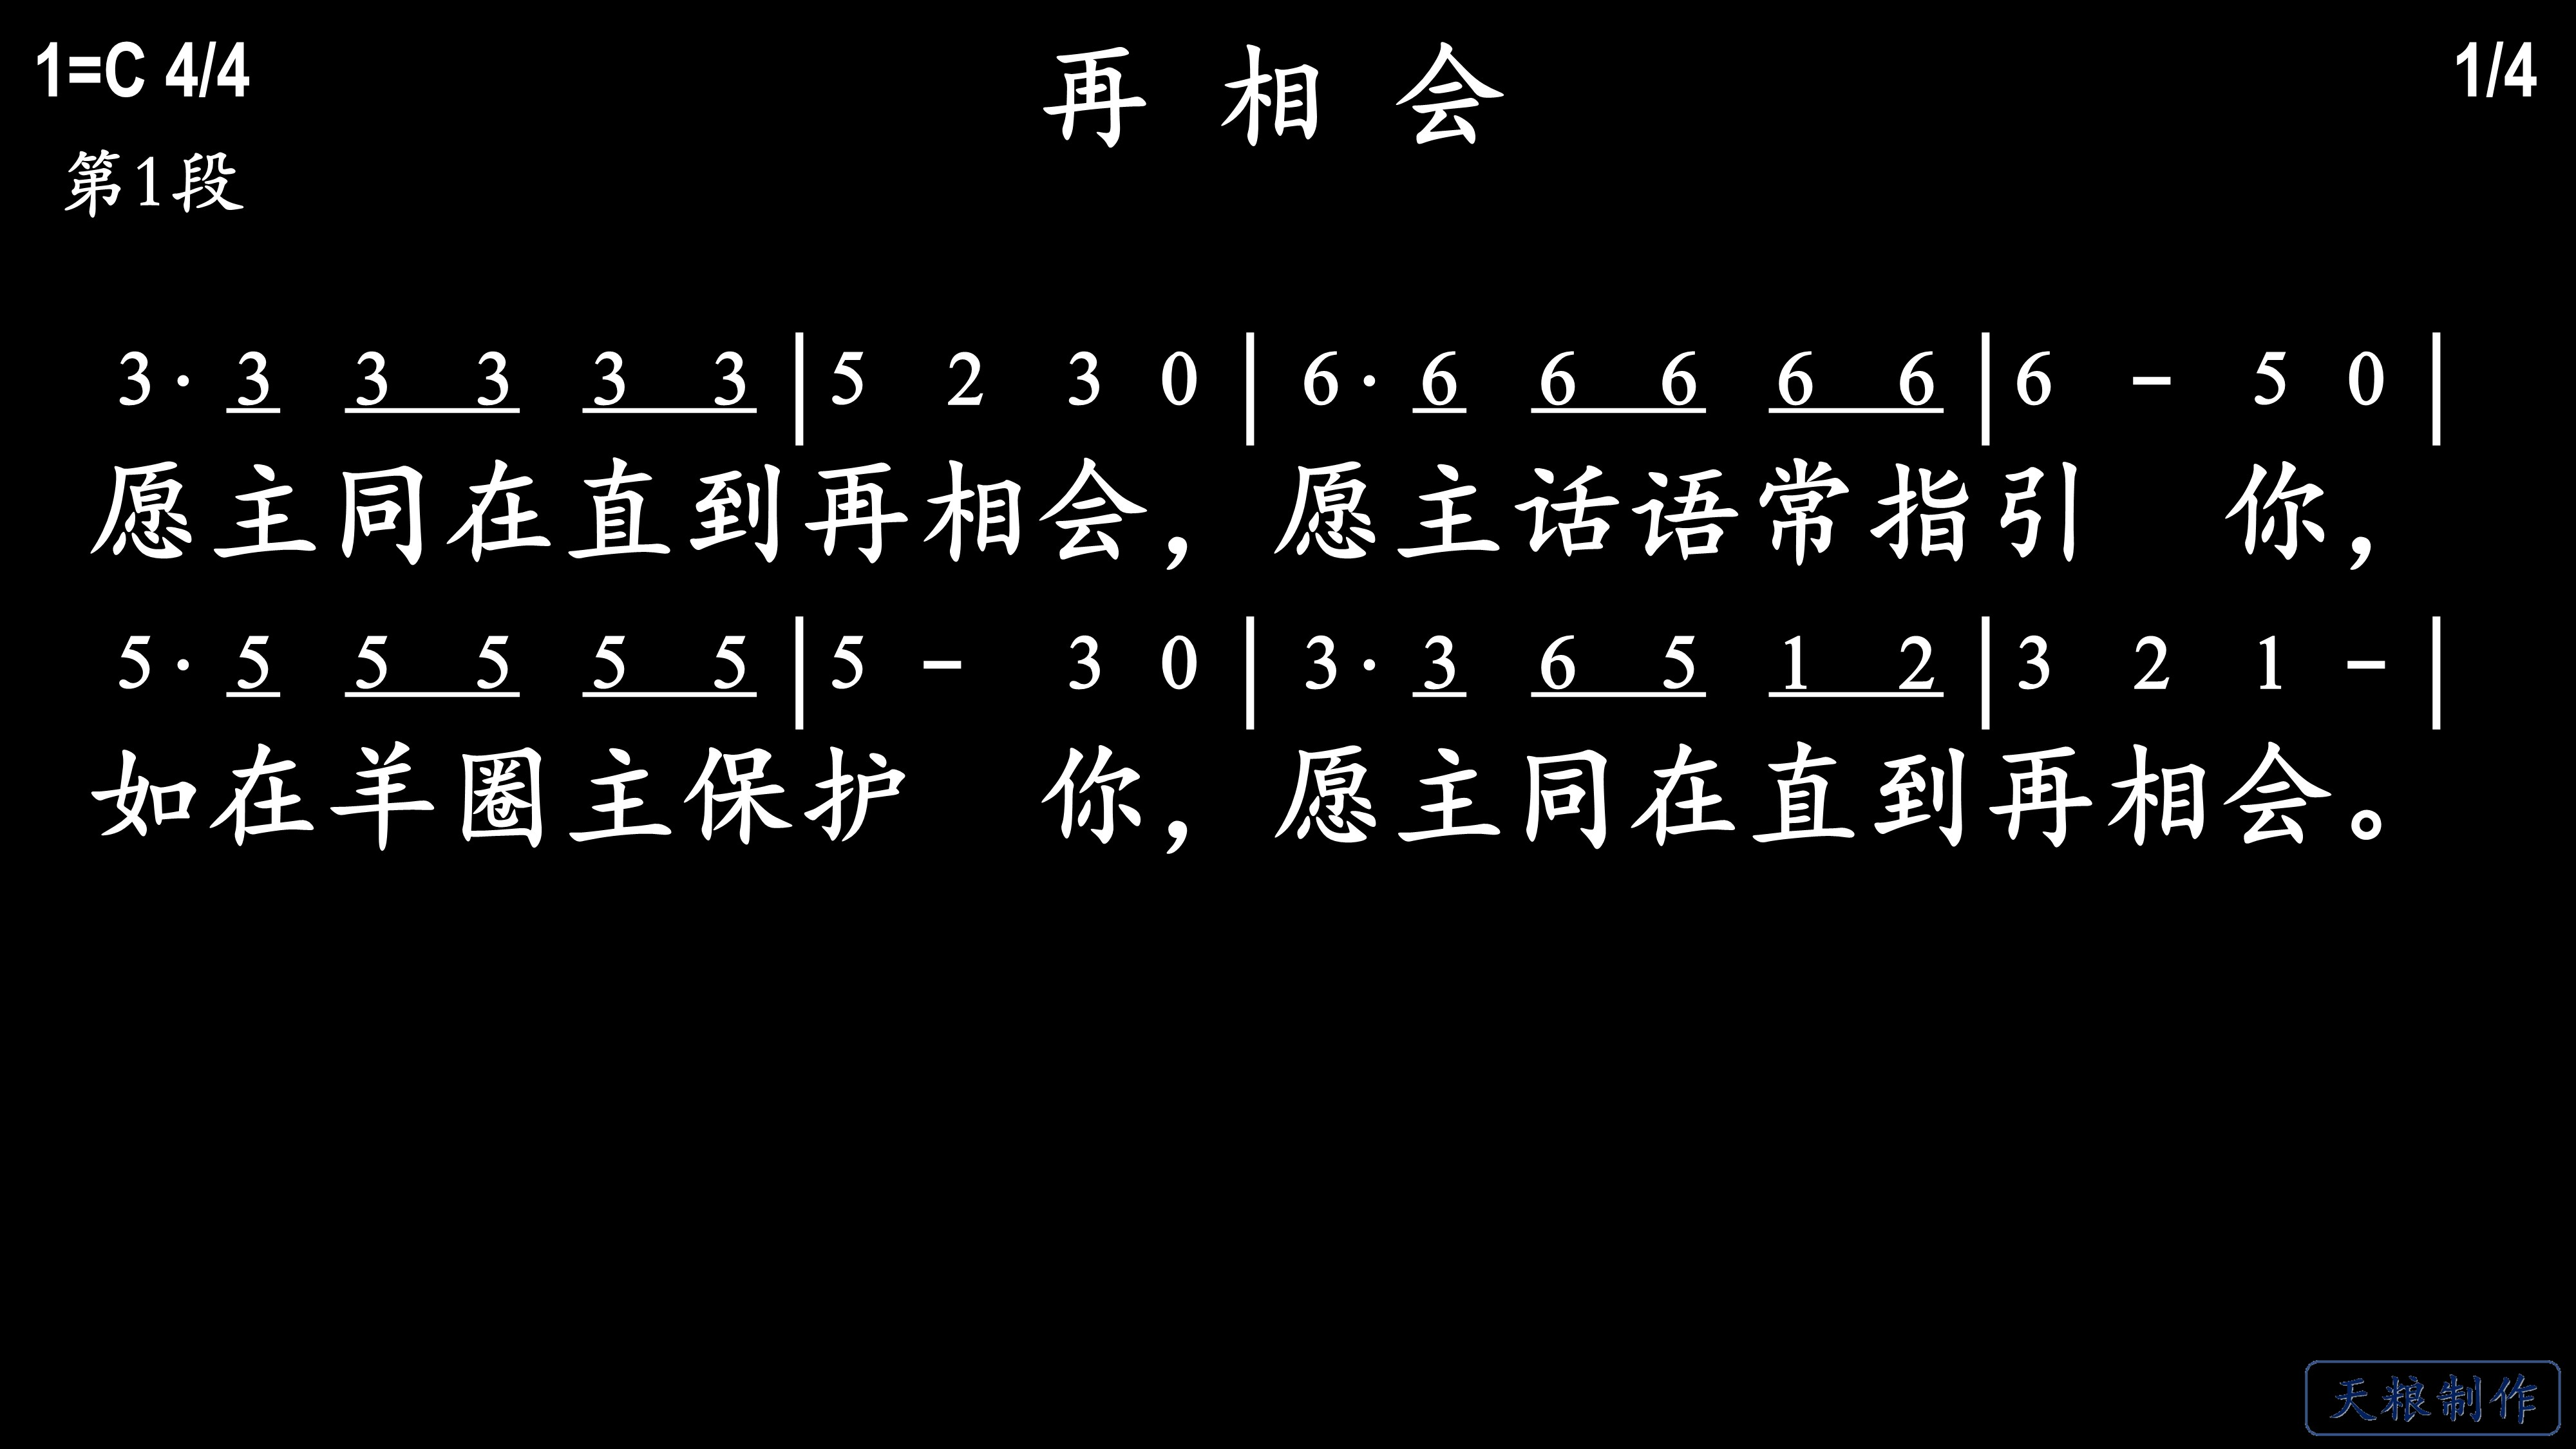 1=C 4/4
再 相 会
1/4
第1段
3· 3 3 3 3 3 | 5 2 3 0 | 6· 6 6 6 6 6 | 6 – 5 0 |
愿主同在直到再相会，愿主话语常指引 你，
5· 5 5 5 5 5 | 5 – 3 0 | 3· 3 6 5 1 2 | 3 2 1 – |
如在羊圈主保护 你，愿主同在直到再相会。
天粮制作